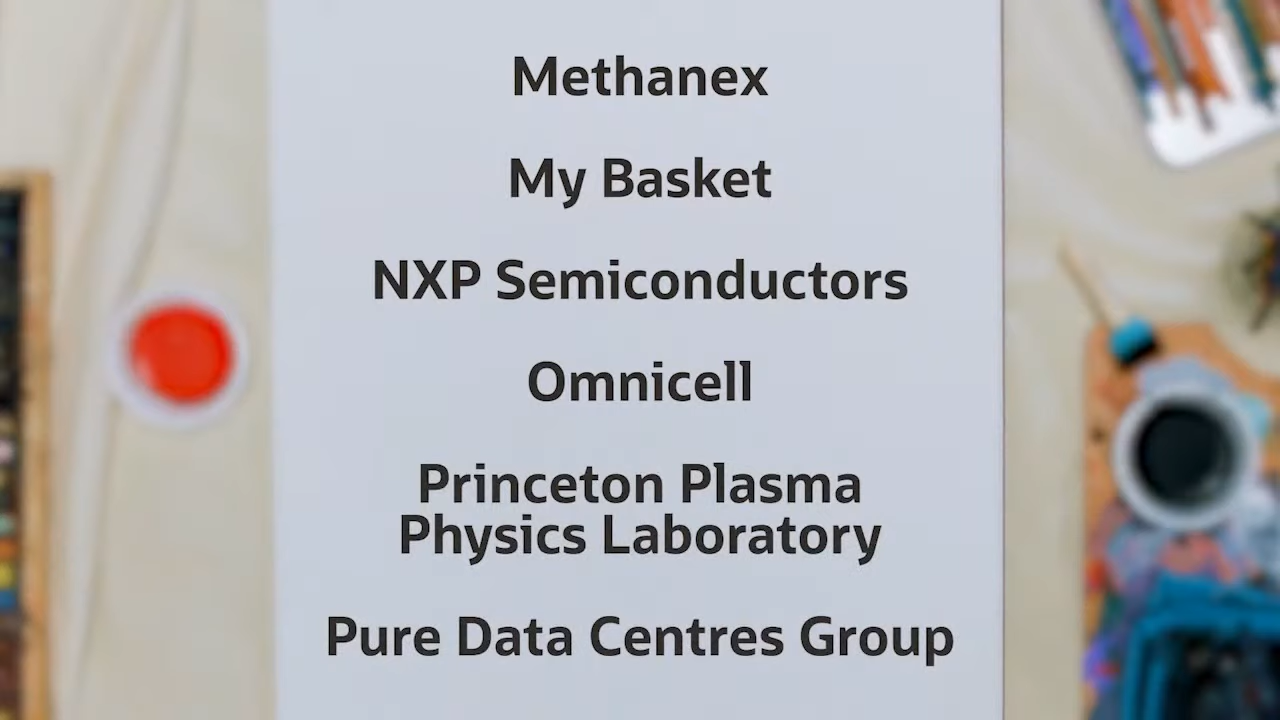 Methanex
My Basket
NXP Semiconductors
Omnicell
Princeton Plasma
Physics Laboratory
Pure Data Centres Group